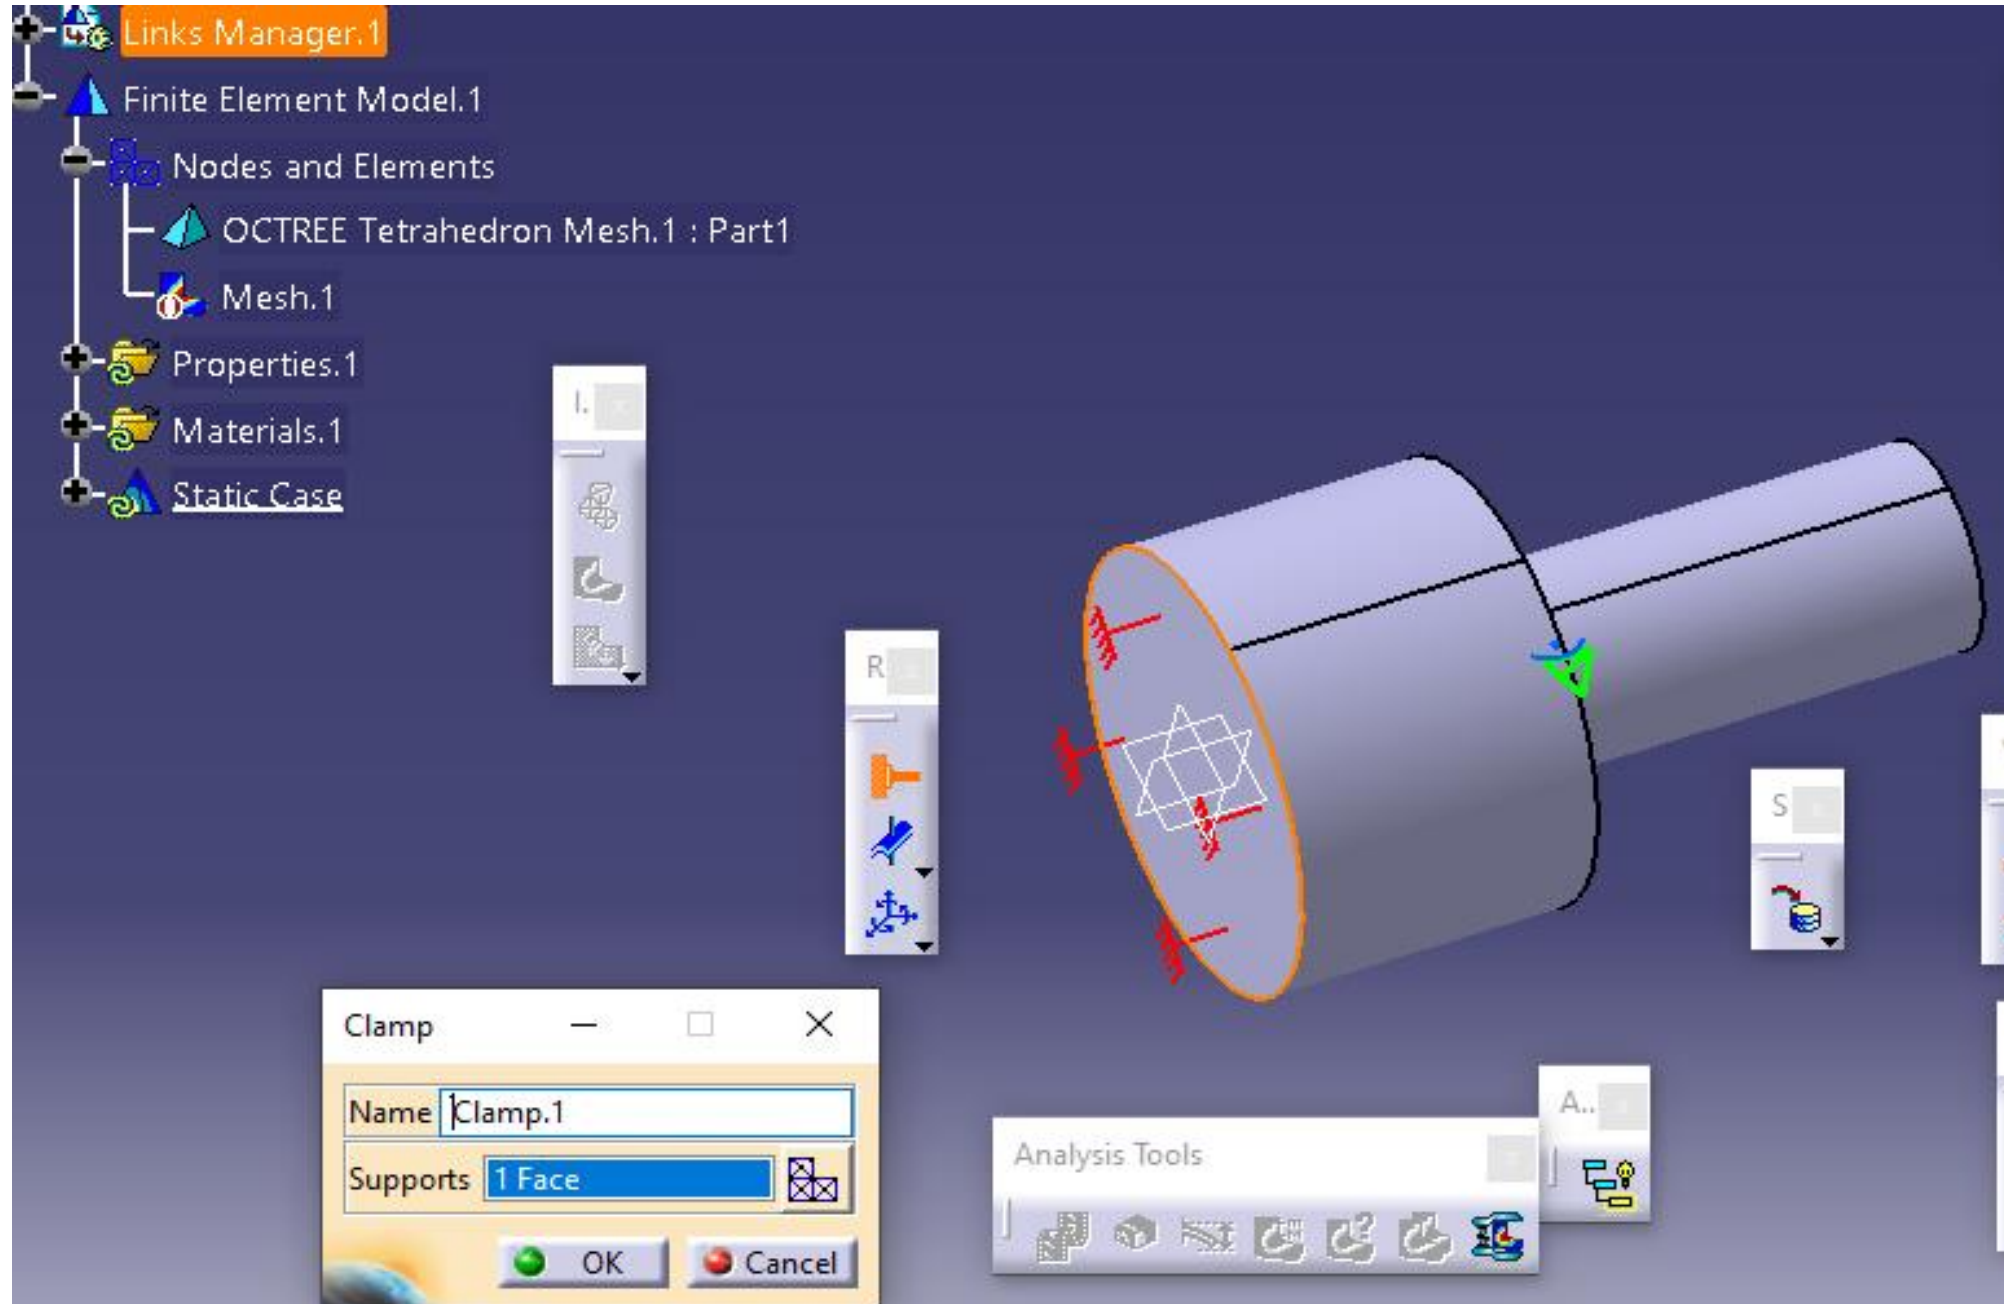 Links Manager.1
Finite Element Model.1
Nodes and Elements
OCTREE Tetrahedron Mesh.1 : Part1
Mesh.1
Properties.1
Materials.1
Static Case
I.
R
S
Clamp
Name Clamp.1
Supports 1 Face
OK Cancel
Analysis Tools
A..